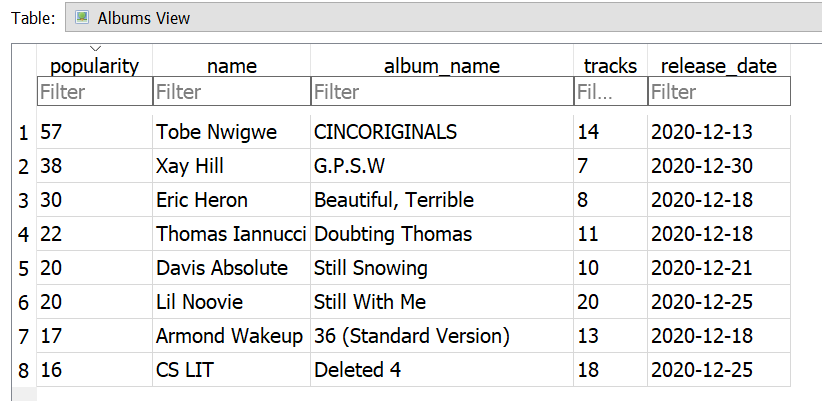 Table: Albums View
popularity name album_name tracks release_date
Filter Filter Filter Fil... Filter
1 57 Tobe Nwigwe CINCORIGINALS 14 2020-12-13
2 38 Xay Hill G.P.S.W 7 2020-12-30
3 30 Eric Heron Beautiful, Terrible 8 2020-12-18
4 22 Thomas Iannucci Doubting Thomas 11 2020-12-18
5 20 Davis Absolute Still Snowing 10 2020-12-21
6 20 Lil Noovie Still With Me 20 2020-12-25
7 17 Armond Wakeup 36 (Standard Version) 13 2020-12-18
8 16 CS LIT Deleted 4 18 2020-12-25